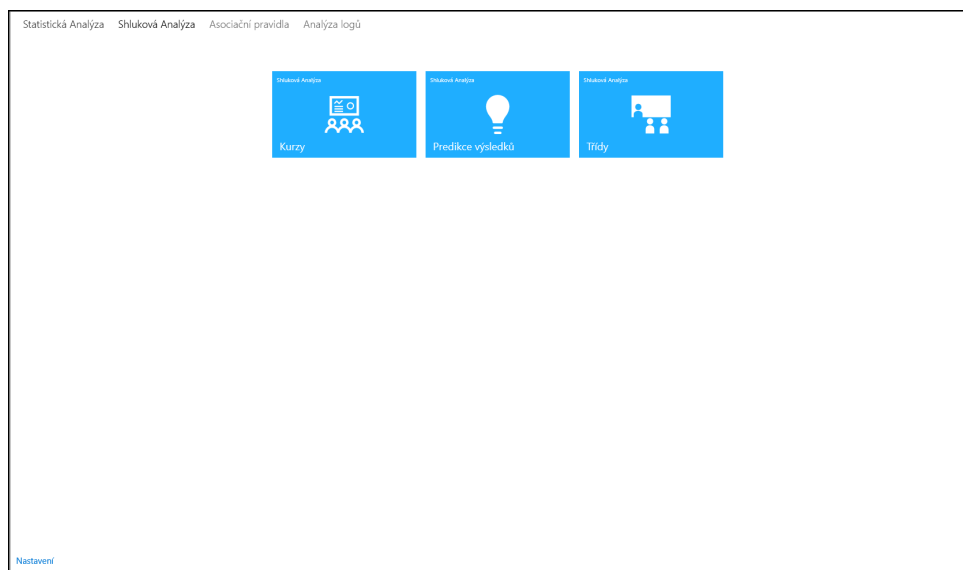 Statistická Analýza Shluková Analýza Asociační pravidla Analýza logů
Shluková Analýza
Kurzy
Shluková Analýza
Predikce výsledků
Shluková Analýza
Třídy
Nastavení